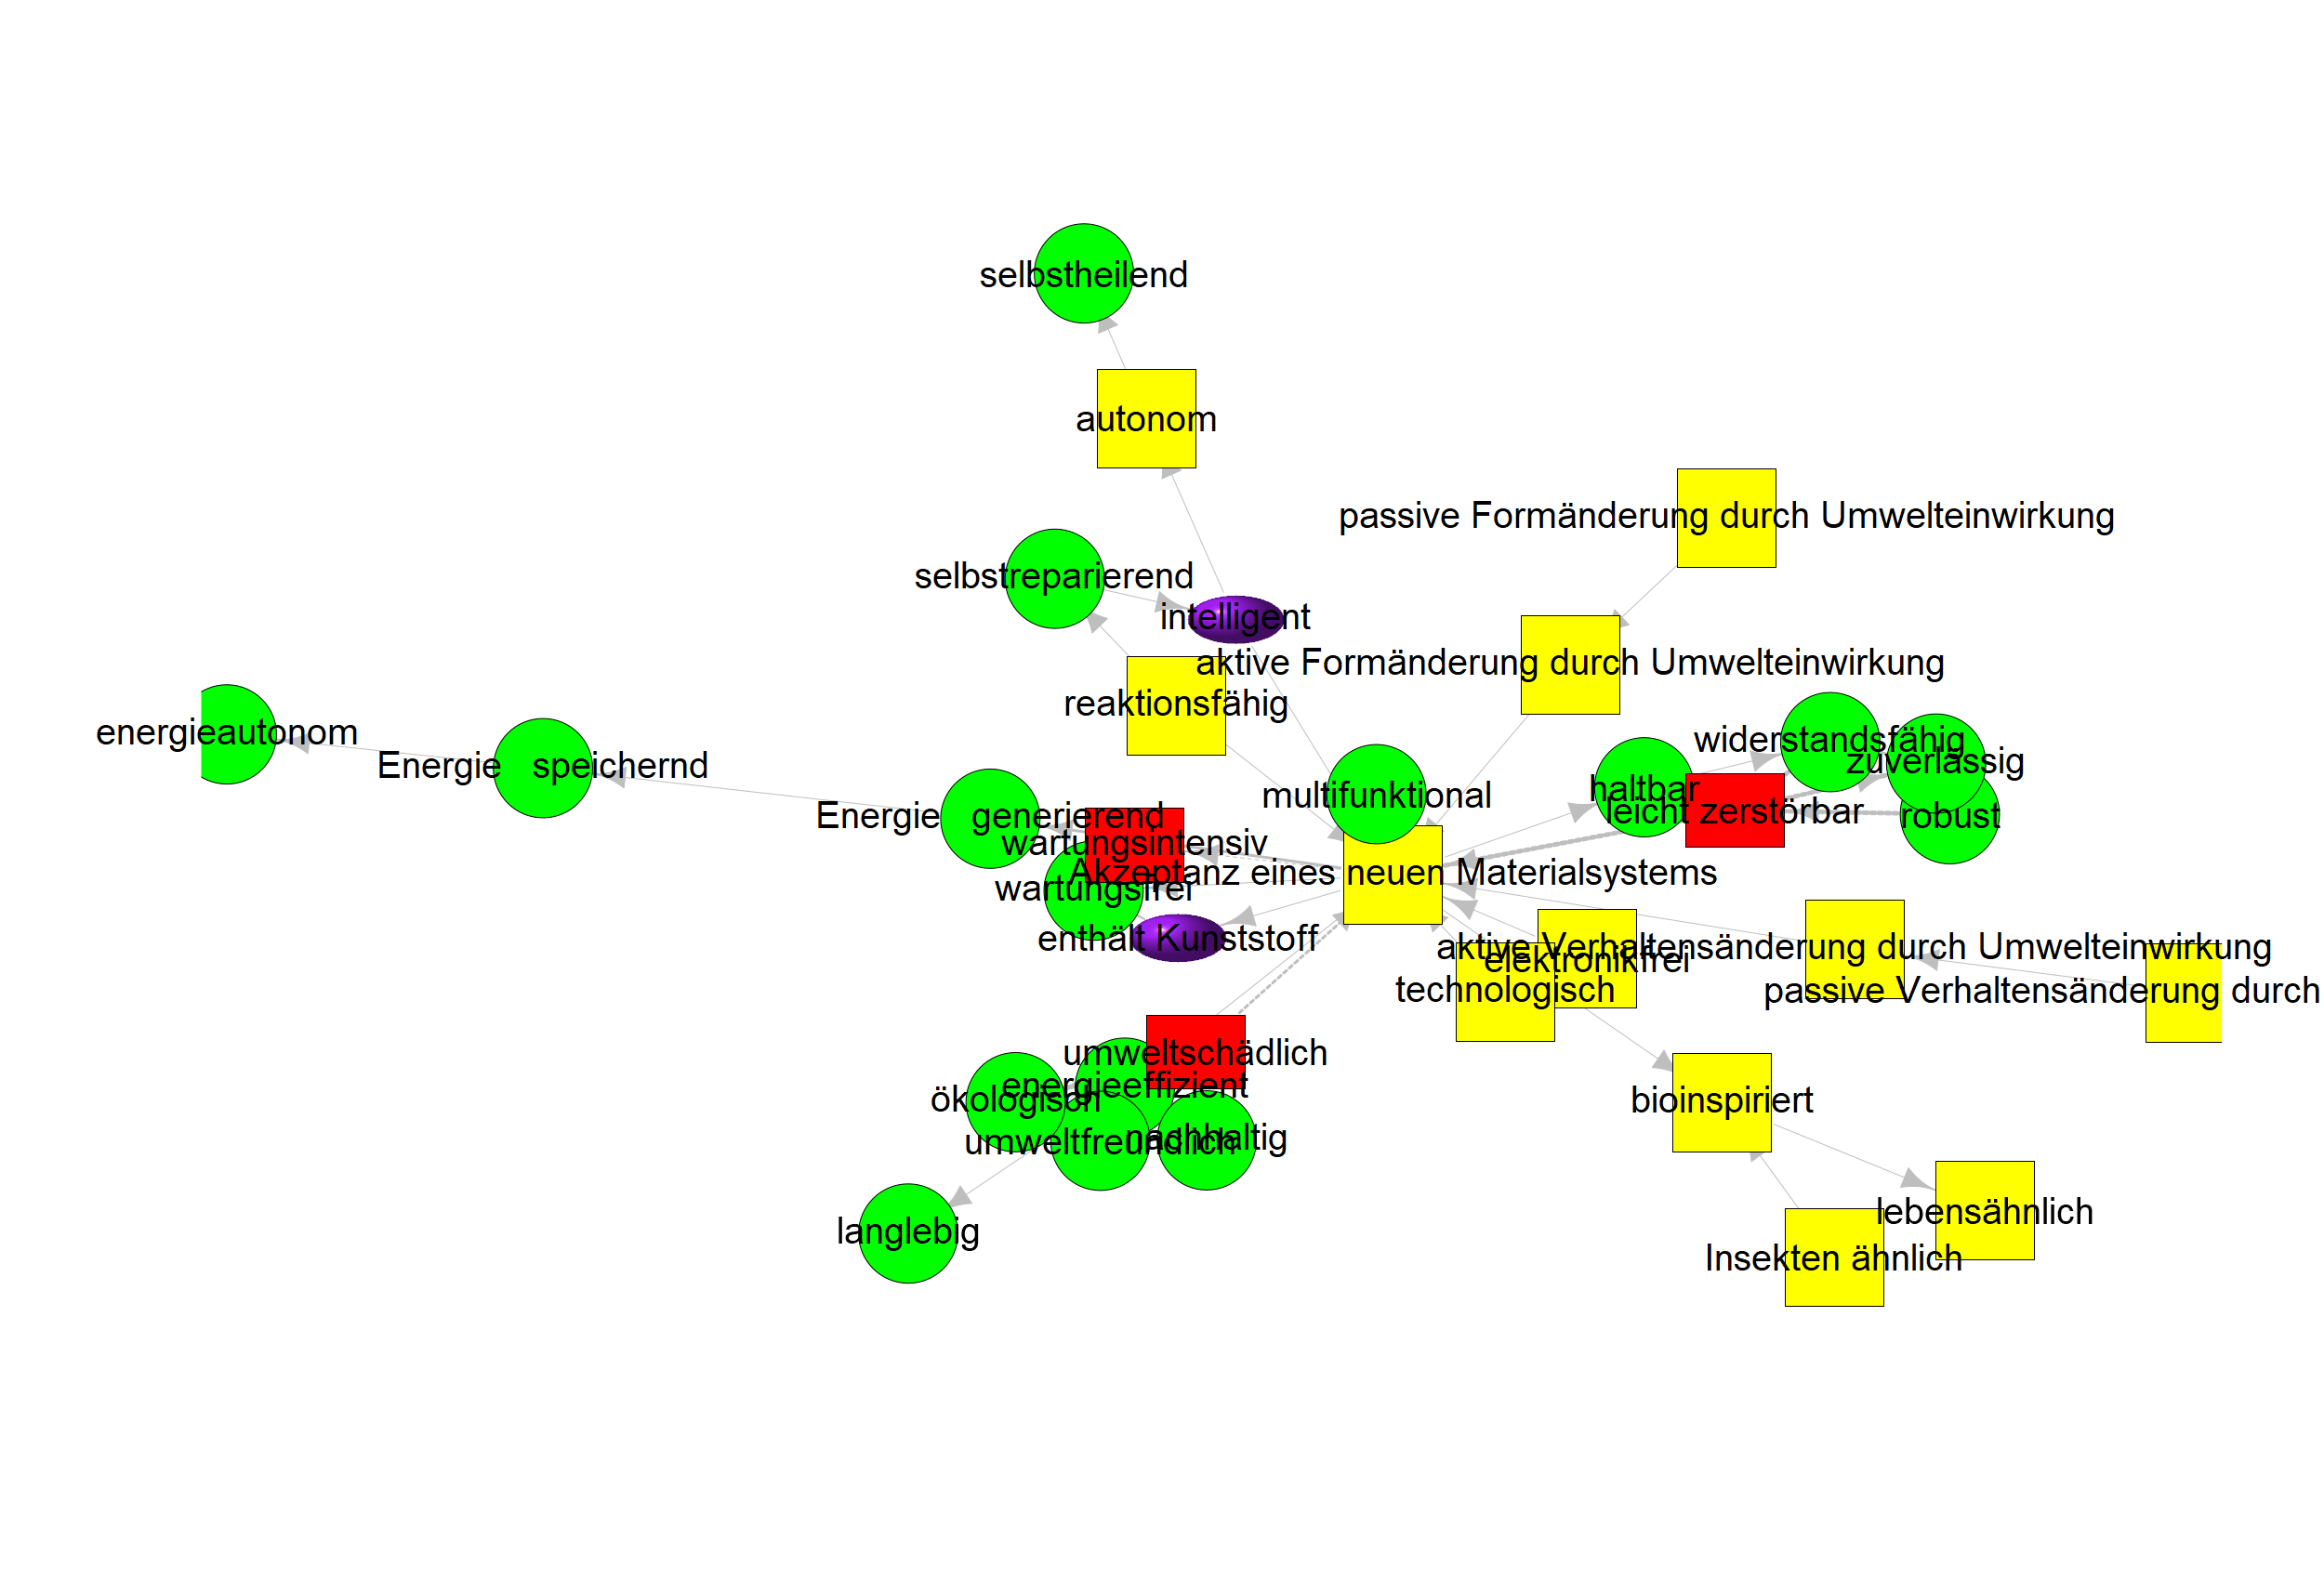 selbstheilend
autonom
passive Formänderung durch Umwelteinwirkung
selbstreparierend
intelligent
aktive Formänderung durch Umwelteinwirkung
reaktionsfähig
energieautonom
Energie speichernd
widerstandsfähig
zuverlässig
multifunktional
haltbar
leicht zerstörbar
robust
Energie generierend
wartungsintensiv
Akzeptanz eines neuen Materialsystems
wartungsfrei
enthält Kunststoff
aktive Verhaltensänderung durch Umwelteinwirkung
elektronikfrei
technologisch
passive Verhaltensänderung durch
umweltschädlich
energieeffizient
ökologisch
bioinspiriert
umweltfreundlich
nachhaltig
lebensähnlich
langlebig
Insekten ähnlich